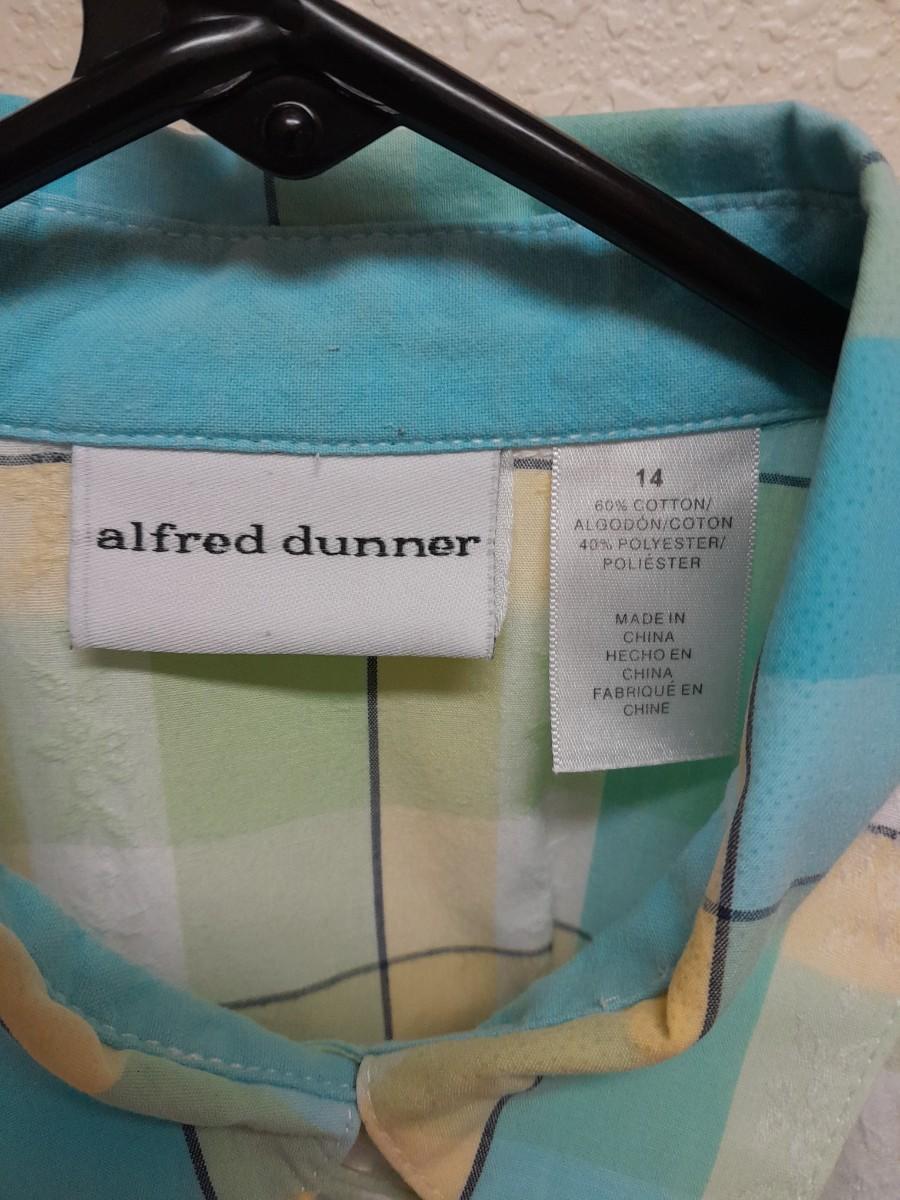 alfred dunner
14
60% COTTON/
ALGODÓN/COTON
40% POLYESTER/
POLIÉSTER
MADE IN
CHINA
HECHO EN
CHINA
FABRIQUÉ EN
CHINE